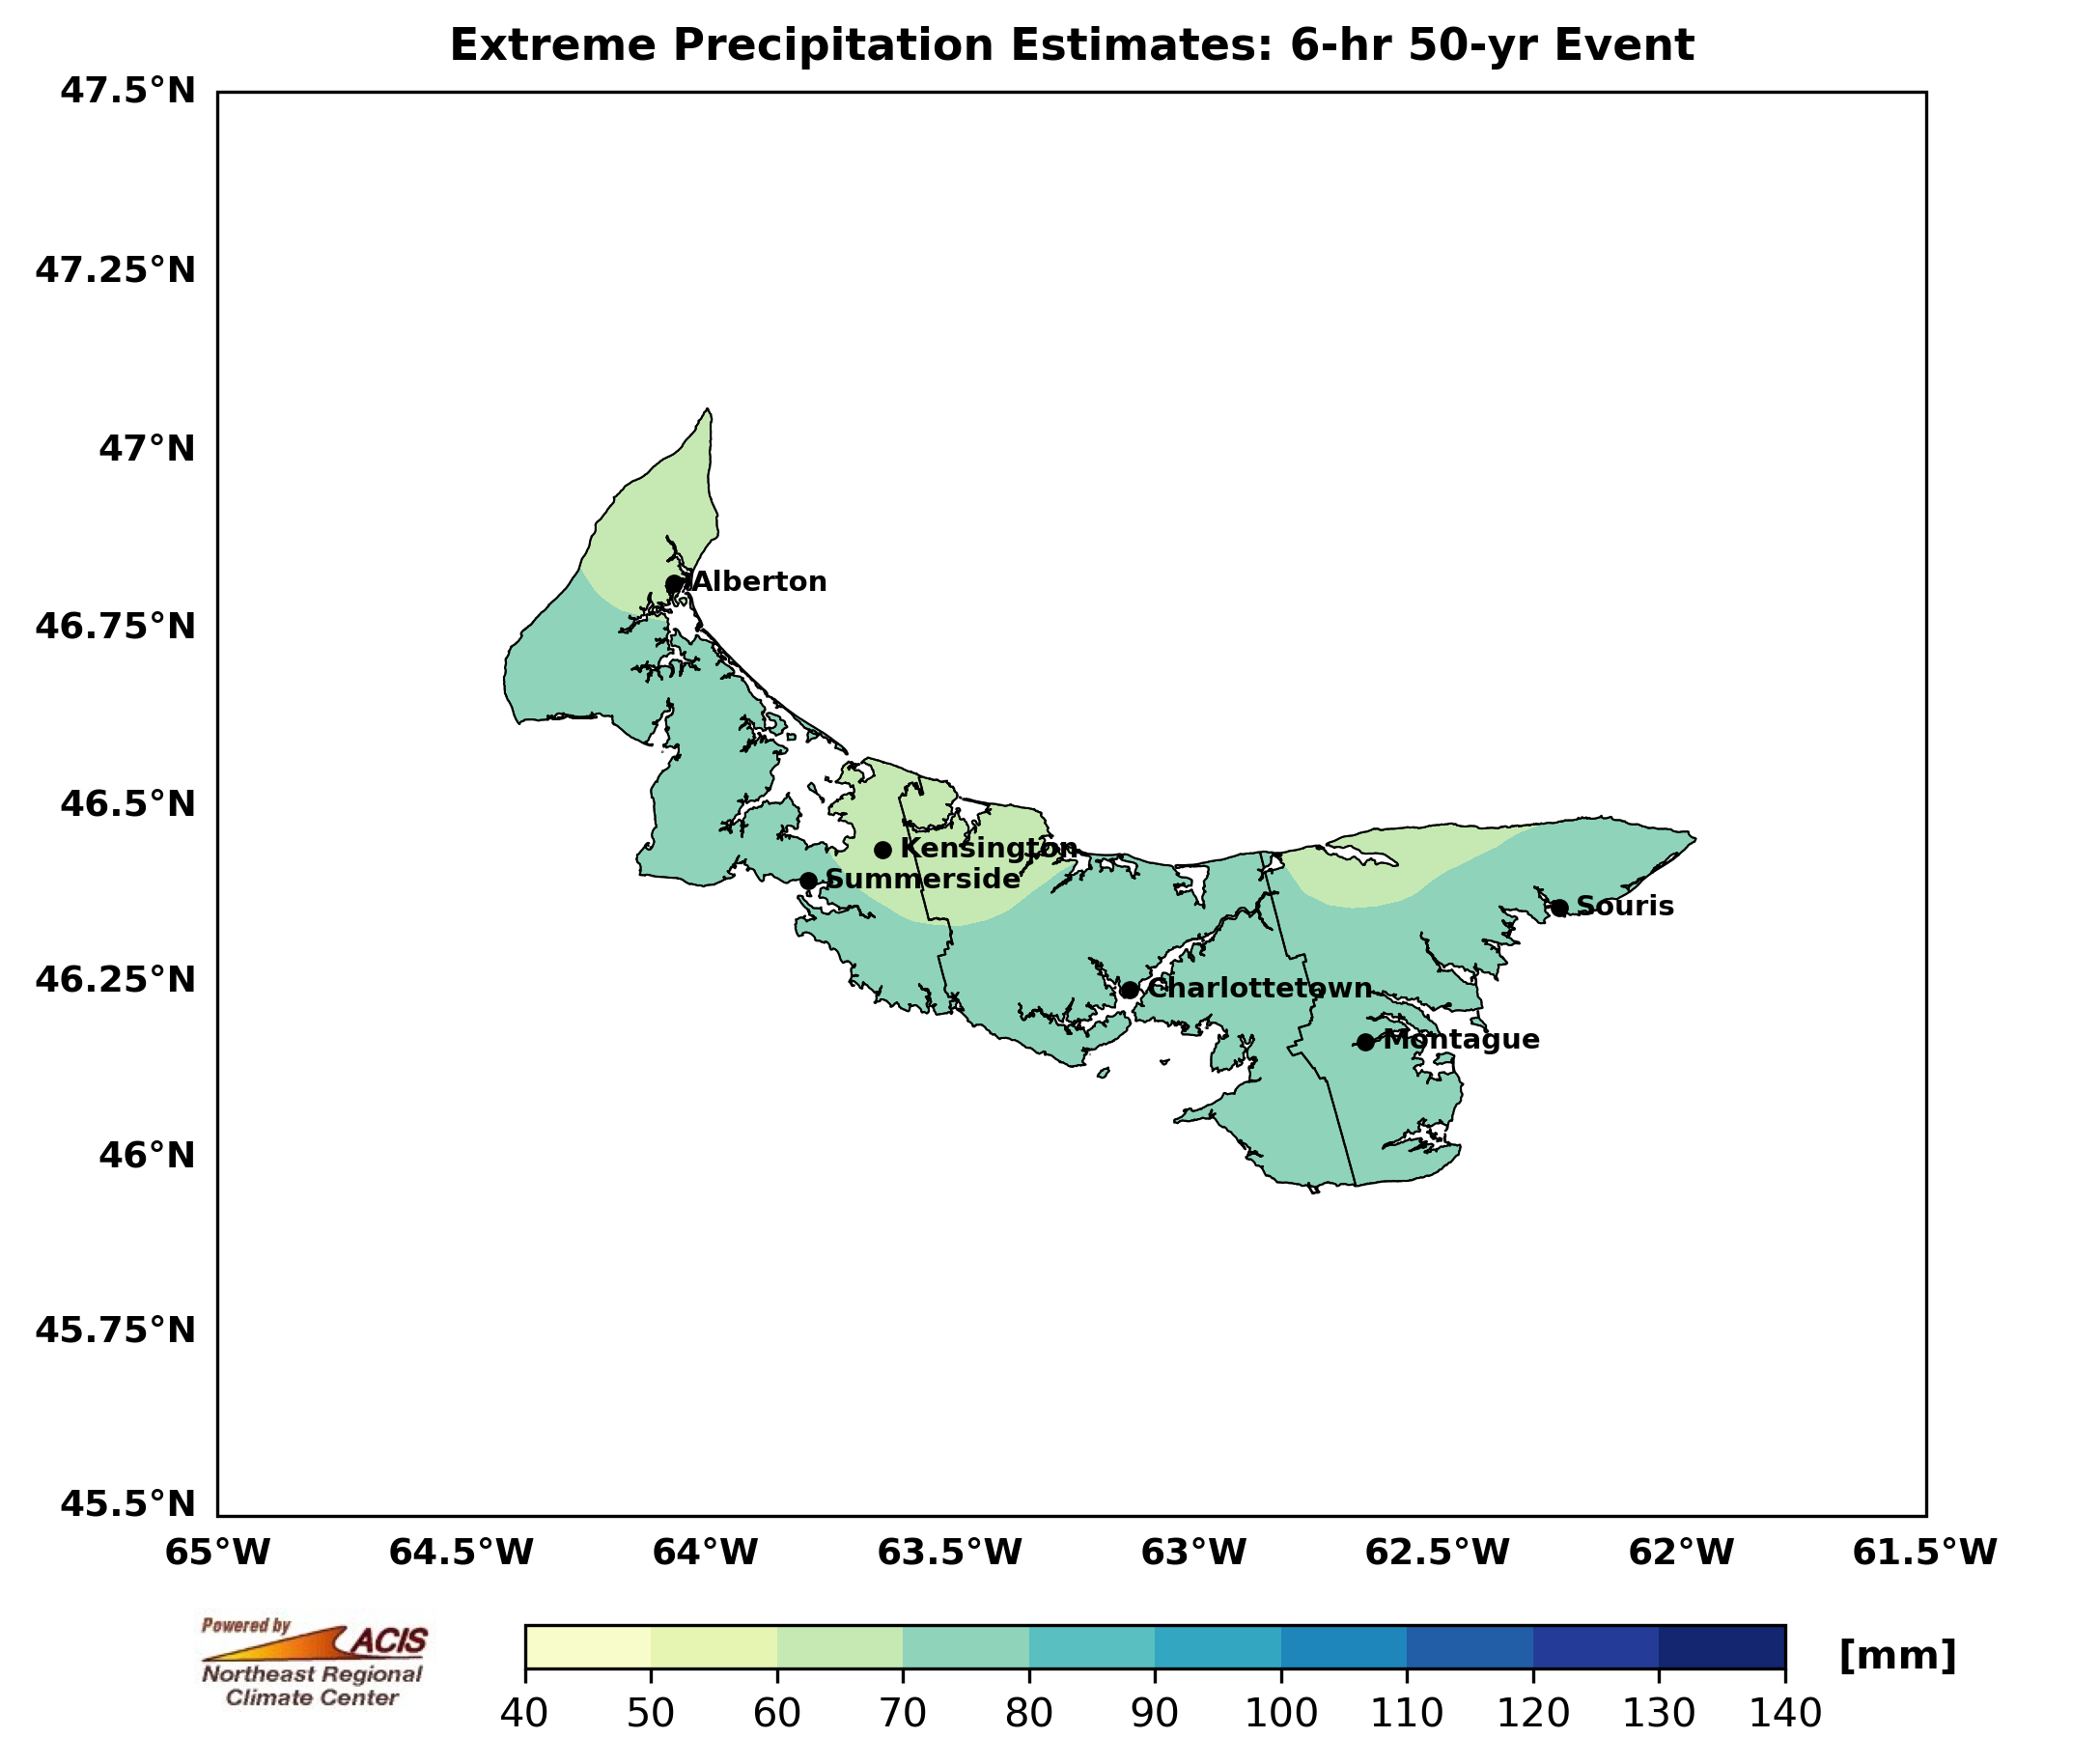 Extreme Precipitation Estimates: 6-hr 50-yr Event
47.5°N
47.25°N
47°N
46.75°N
46.5°N
46.25°N
46°N
45.75°N
45.5°N
Alberton
Kensington
Summerside
Souris
Charlottetown
Montague
65°W 64.5°W 64°W 63.5°W 63°W 62.5°W 62°W 61.5°W
Powered by
ACIS
Northeast Regional
Climate Center
[mm]
40 50 60 70 80 90 100 110 120 130 140